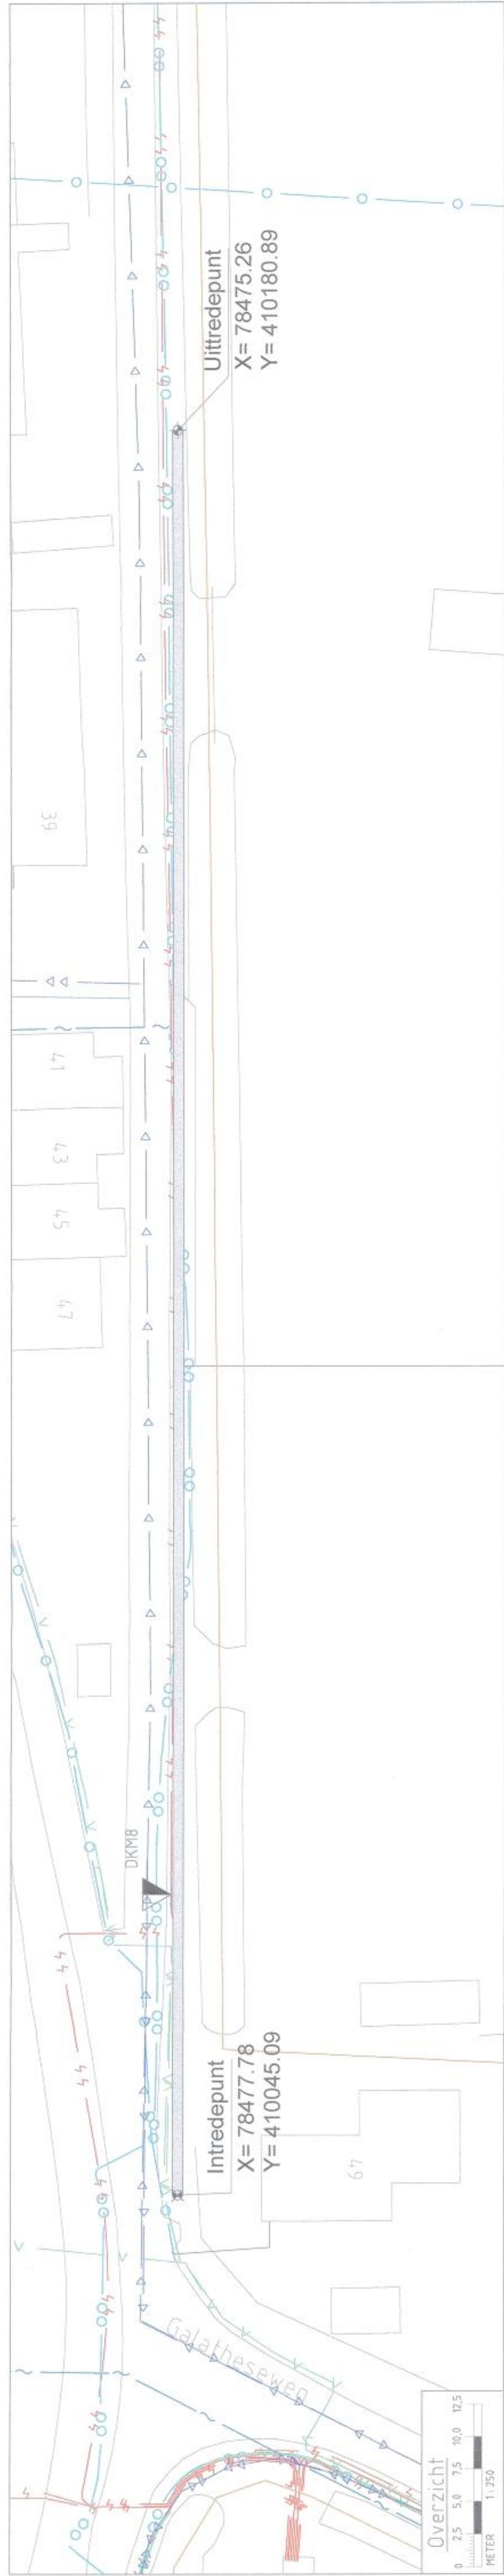 Uittredepunt
X= 78475.26
Y= 410180.89
39
41
43
45
47
DKM8
Intredepunt
X= 78477.78
Y= 410045.09
49
Galatheseweg
Overzicht
0 2,5 5,0 7,5 10,0 12,5
METER 1:250